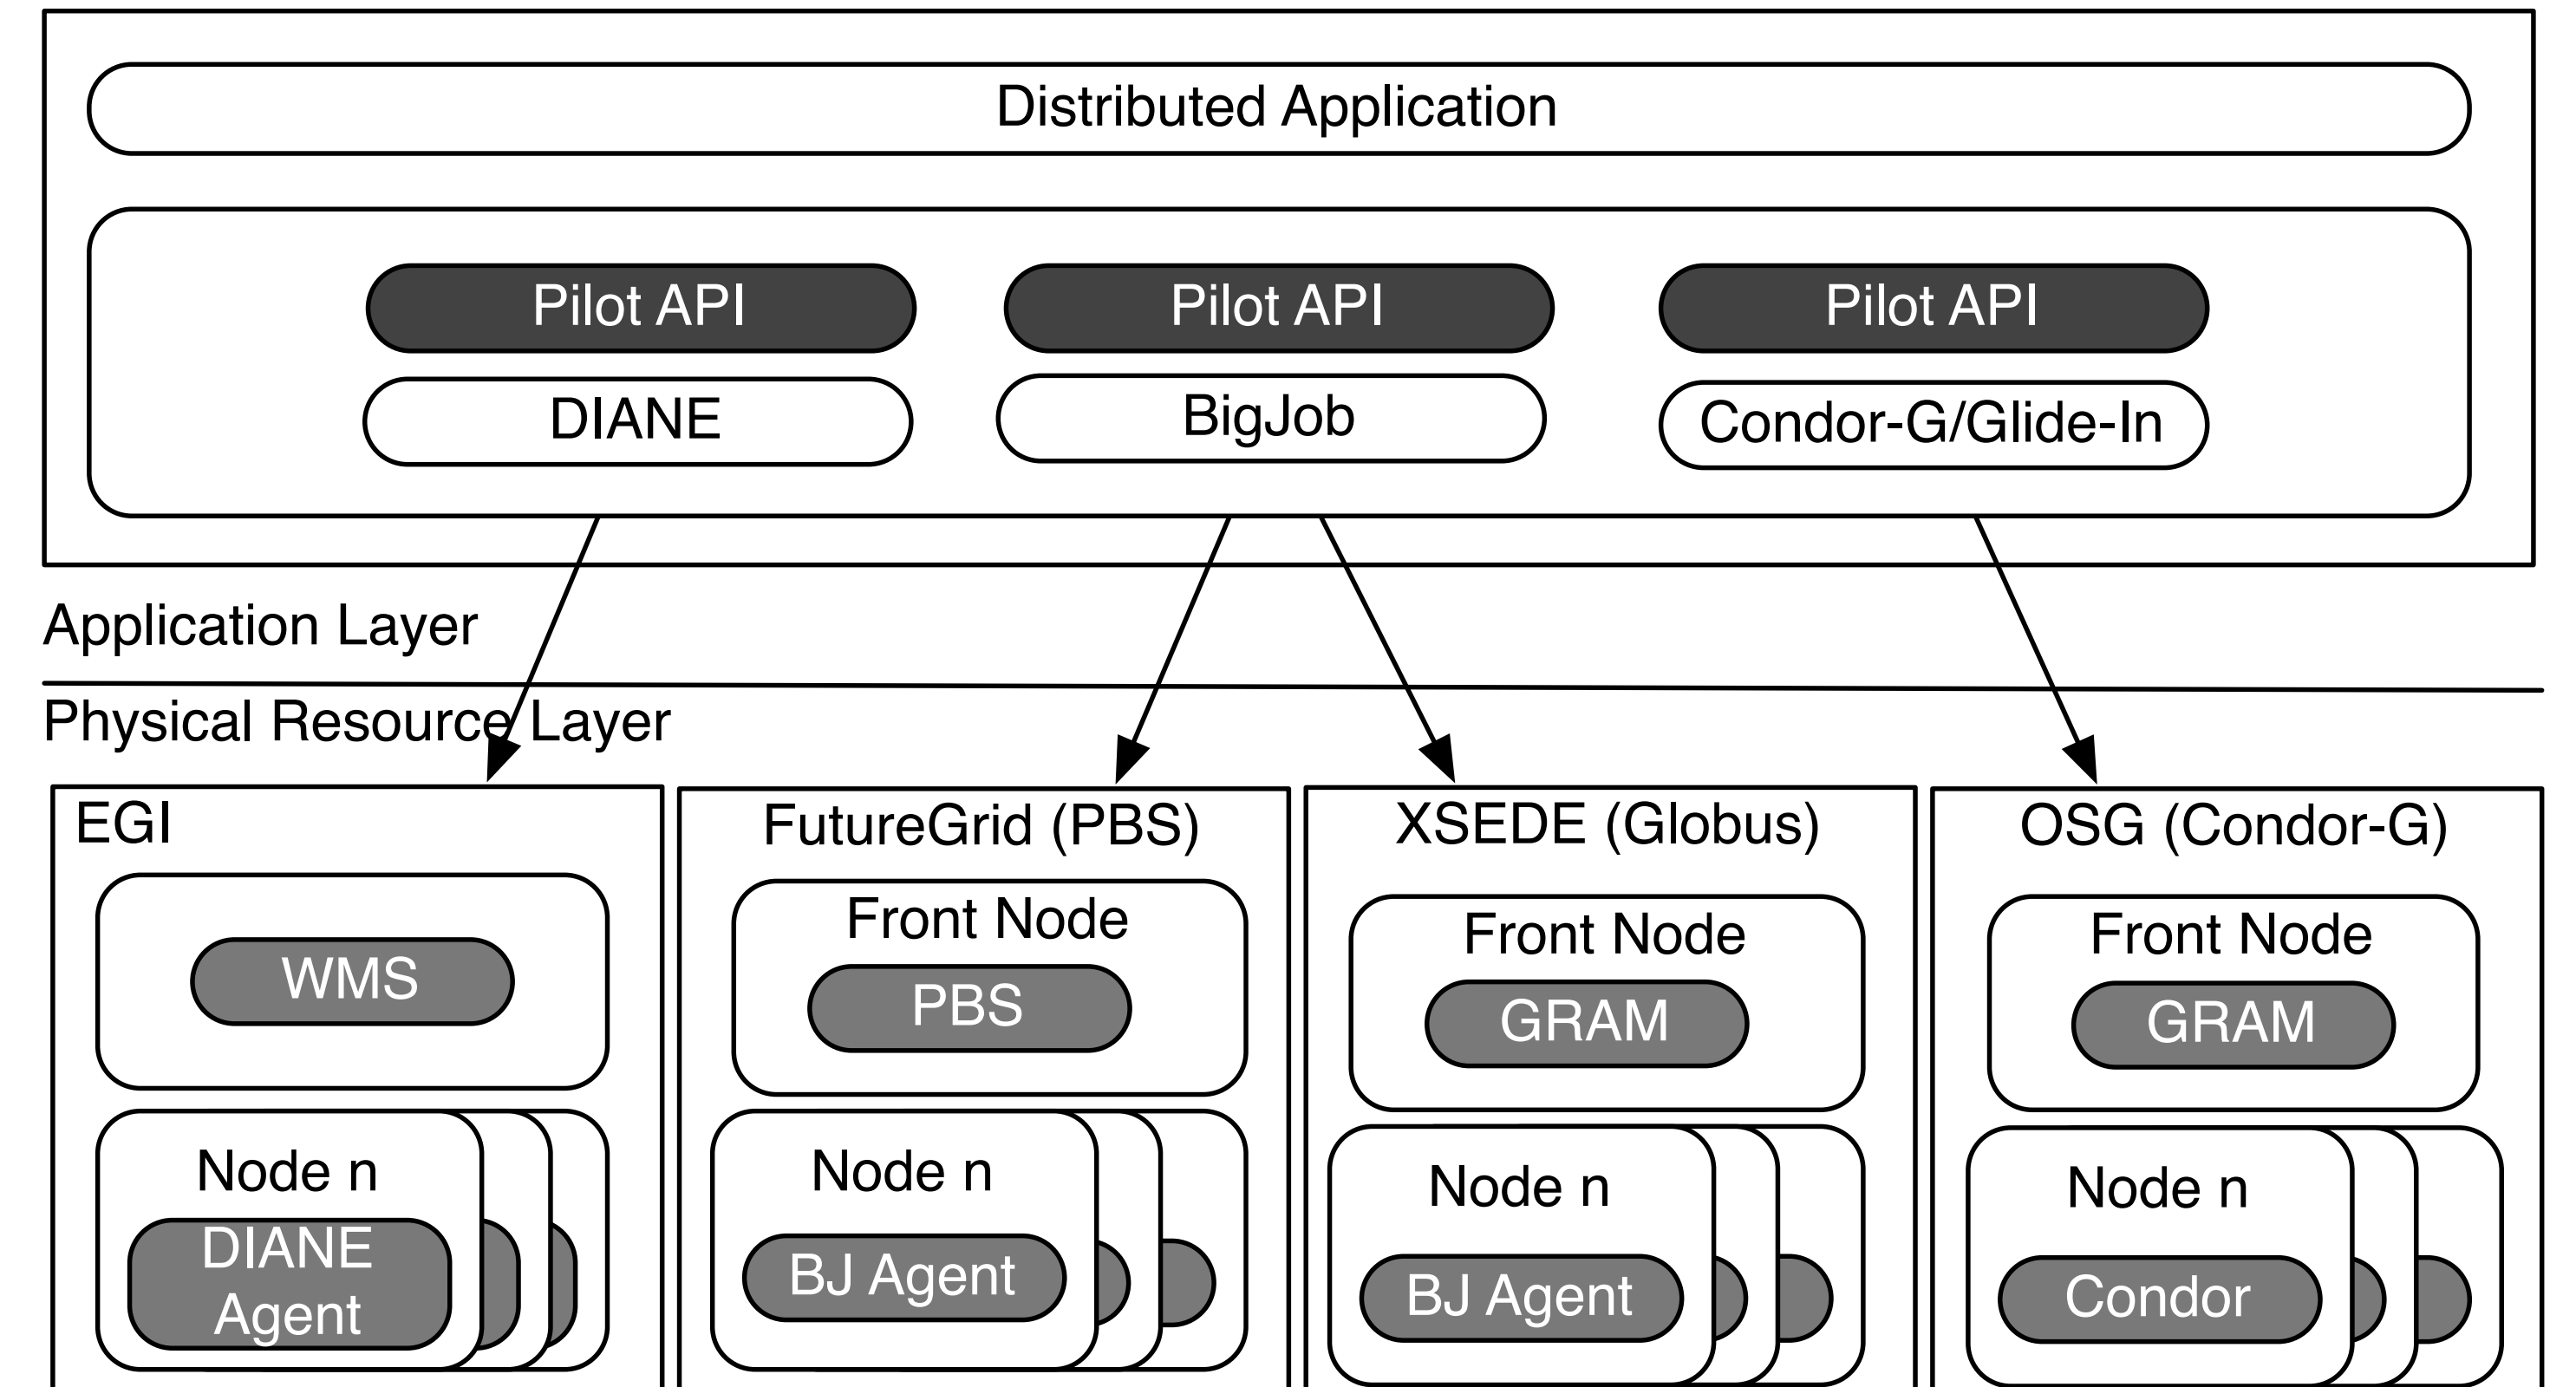 Distributed Application
Pilot API
Pilot API
Pilot API
DIANE
BigJob
Condor-G/Glide-In
Application Layer
Physical Resource Layer
EGI
FutureGrid (PBS)
XSEDE (Globus)
OSG (Condor-G)
WMS
Front Node
PBS
Front Node
GRAM
Front Node
GRAM
Node n
DIANE
Agent
Node n
BJ Agent
Node n
BJ Agent
Node n
Condor